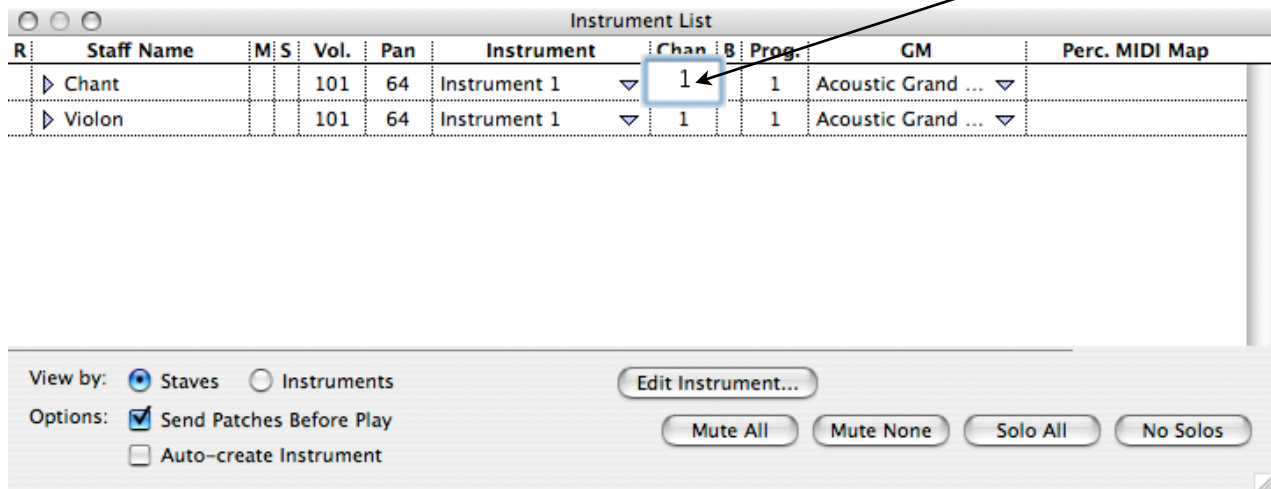 Instrument List
R Staff Name M S Vol. Pan Instrument Chan B Prog. GM Perc. MIDI Map
Chant 101 64 Instrument 1 1 1 Acoustic Grand ...
Violon 101 64 Instrument 1 1 1 Acoustic Grand ...
View by: Staves Instruments Edit Instrument...
Options: Send Patches Before Play Mute All Mute None Solo All No Solos
Auto-create Instrument